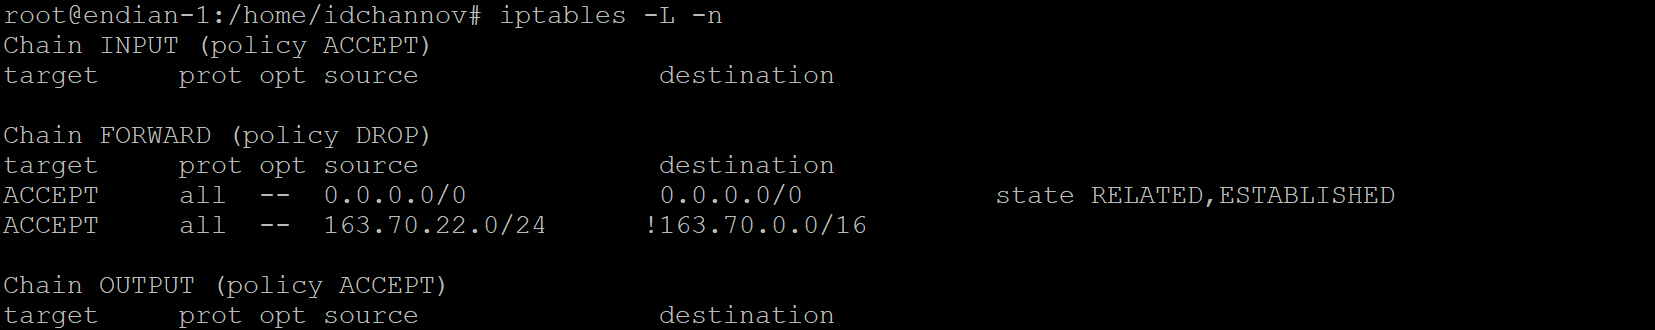 root@endian-1:/home/idchannov# iptables -L -n
Chain INPUT (policy ACCEPT)
target     prot opt source               destination

Chain FORWARD (policy DROP)
target     prot opt source               destination
ACCEPT     all  --  0.0.0.0/0            0.0.0.0/0            state RELATED,ESTABLISHED
ACCEPT     all  --  163.70.22.0/24      !163.70.0.0/16

Chain OUTPUT (policy ACCEPT)
target     prot opt source               destination